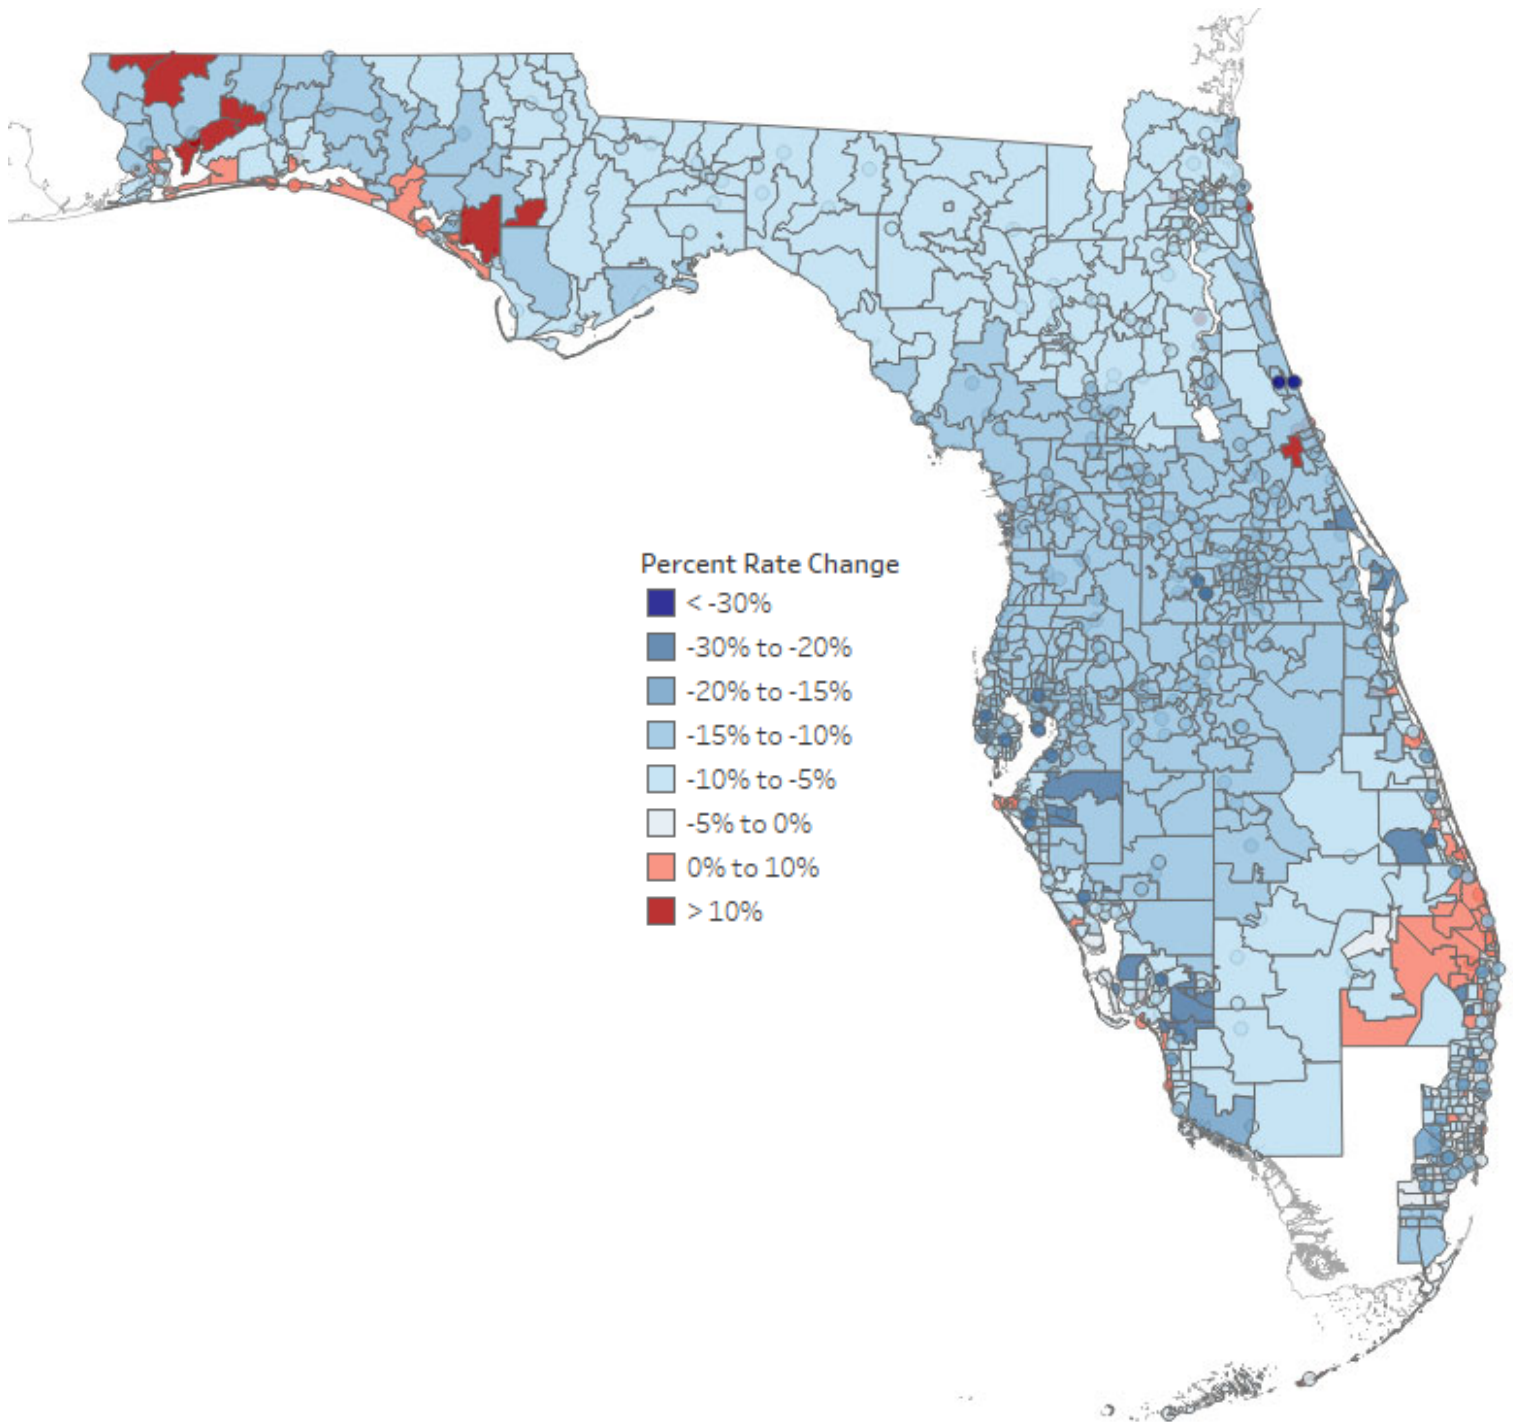 Percent Rate Change
< -30%
-30% to -20%
-20% to -15%
-15% to -10%
-10% to -5%
-5% to 0%
0% to 10%
> 10%